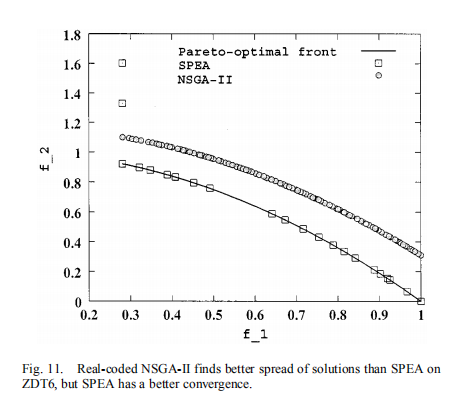 1.8
1.6
1.4
1.2
1
0.8
0.6
0.4
0.2
0
f_2
Pareto-optimal front
SPEA
NSGA-II
0.2 0.3 0.4 0.5 0.6 0.7 0.8 0.9 1
f_1
Fig. 11. Real-coded NSGA-II finds better spread of solutions than SPEA on
ZDT6, but SPEA has a better convergence.